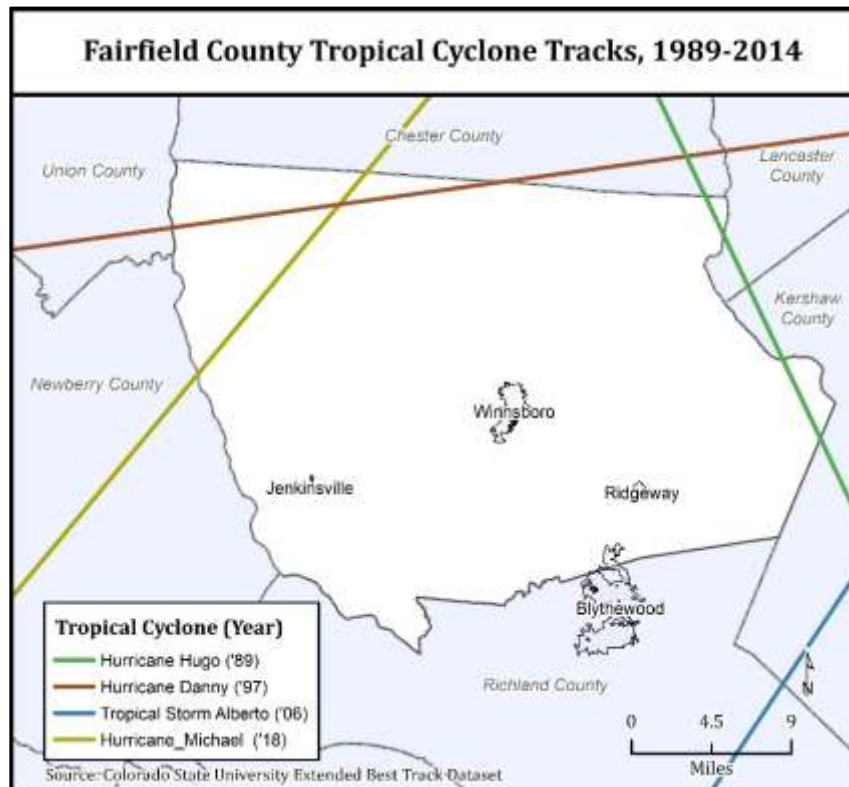 Fairfield County Tropical Cyclone Tracks, 1989-2014
Chester County
Union County
Lancaster
County
Kershaw
County
Newberry County
Winnsboro
Jenkinsville
Ridgeway
Blythewood
Richland County
Tropical Cyclone (Year)
Hurricane Hugo ('89)
Hurricane Danny ('97)
Tropical Storm Alberto ('06)
Hurricane_Michael ('18)
N
0 4.5 9
Miles
Source: Colorado State University Extended Best Track Dataset